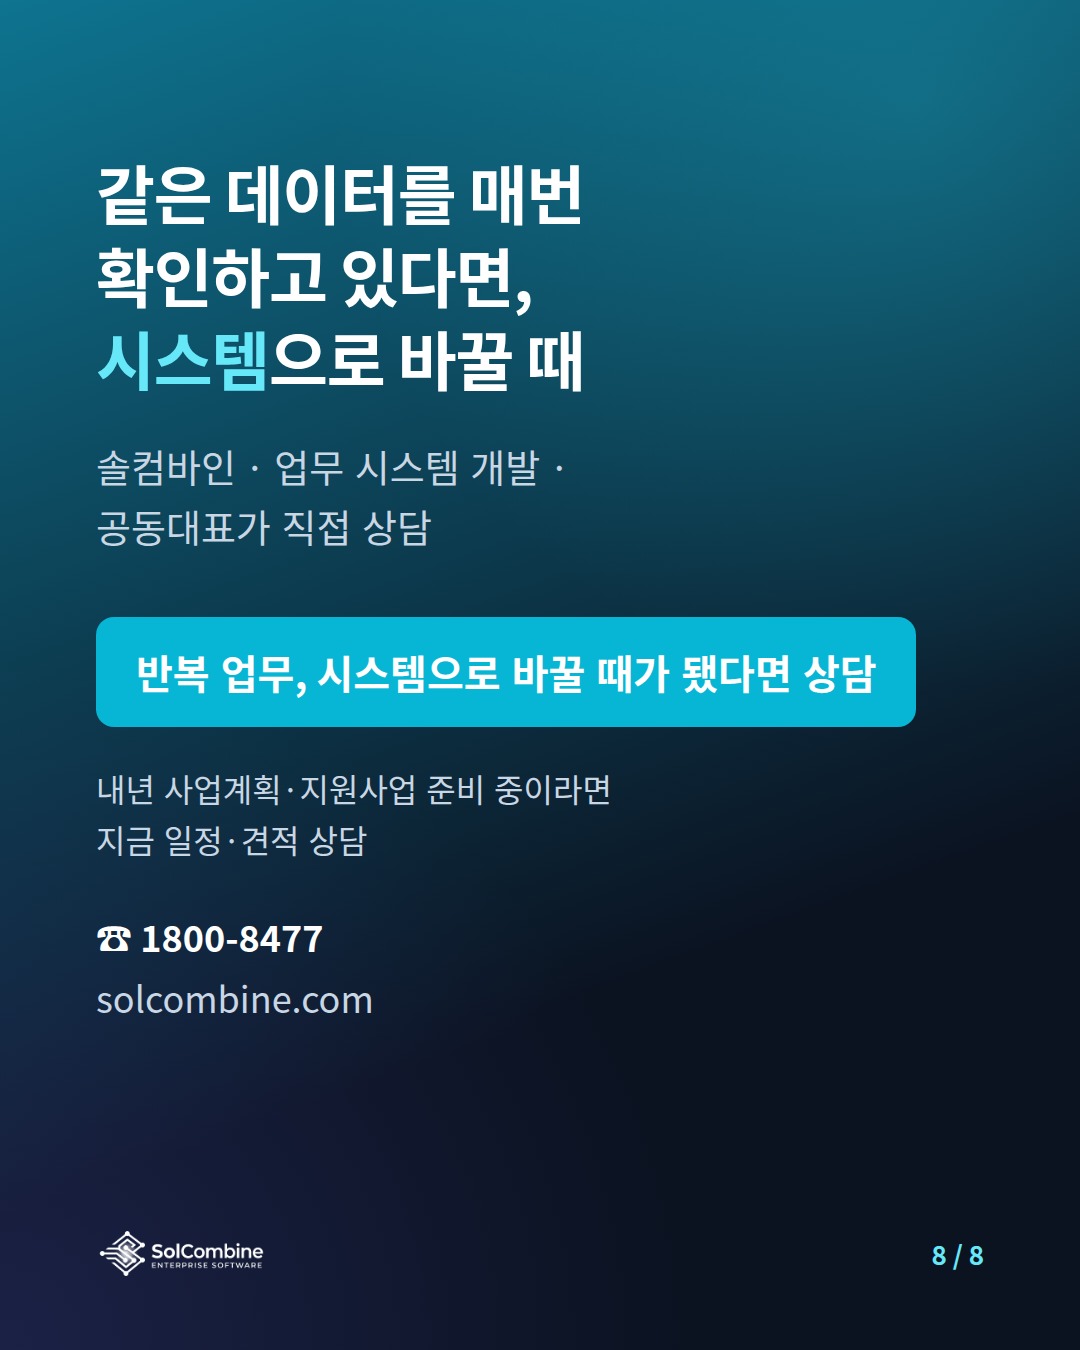 같은 데이터를 매번
확인하고 있다면,
시스템으로 바꿀 때
솔컴바인 · 업무 시스템 개발 ·
공동대표가 직접 상담
반복 업무, 시스템으로 바꿀 때가 됐다면 상담
내년 사업계획·지원사업 준비 중이라면
지금 일정·견적 상담
☎ 1800-8477
solcombine.com
SolCombine
ENTERPRISE SOFTWARE
8 / 8